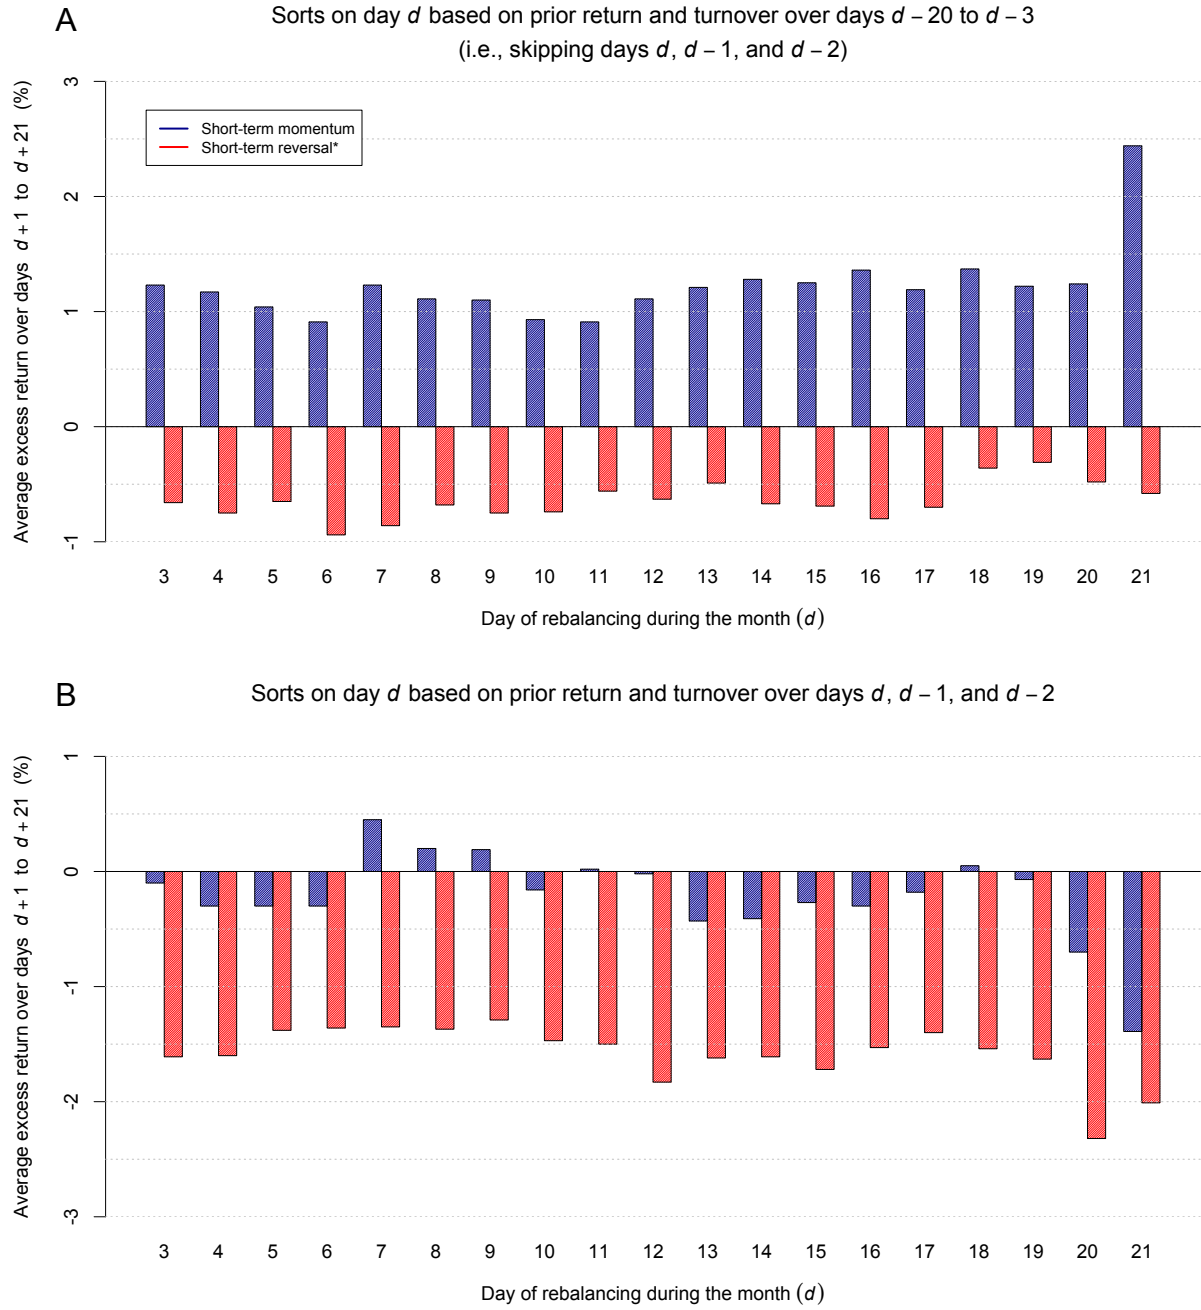 A
Sorts on day d based on prior return and turnover over days d − 20 to d − 3
(i.e., skipping days d, d − 1, and d − 2)
Average excess return over days d + 1 to d + 21 (%)
3
2
1
0
-1
Short-term momentum
Short-term reversal*
3 4 5 6 7 8 9 10 11 12 13 14 15 16 17 18 19 20 21
Day of rebalancing during the month (d)
B
Sorts on day d based on prior return and turnover over days d, d − 1, and d − 2
Average excess return over days d + 1 to d + 21 (%)
1
0
-1
-2
-3
3 4 5 6 7 8 9 10 11 12 13 14 15 16 17 18 19 20 21
Day of rebalancing during the month (d)